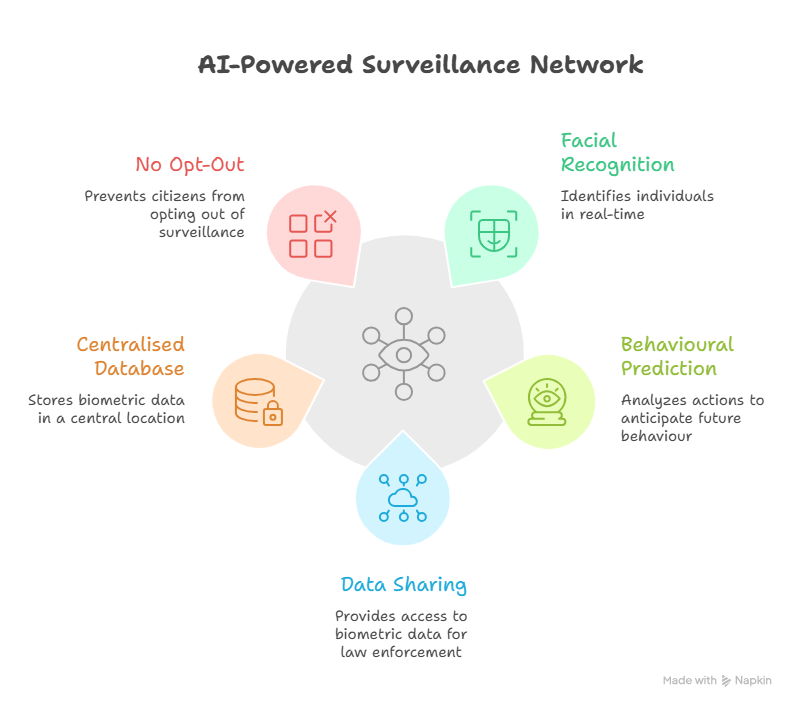 AI-Powered Surveillance Network
No Opt-Out
Prevents citizens from
opting out of
surveillance
Facial
Recognition
Identifies individuals
in real-time
Centralised
Database
Stores biometric data
in a central location
Behavioural
Prediction
Analyzes actions to
anticipate future
behaviour
Data Sharing
Provides access to
biometric data for
law enforcement
Made with Napkin